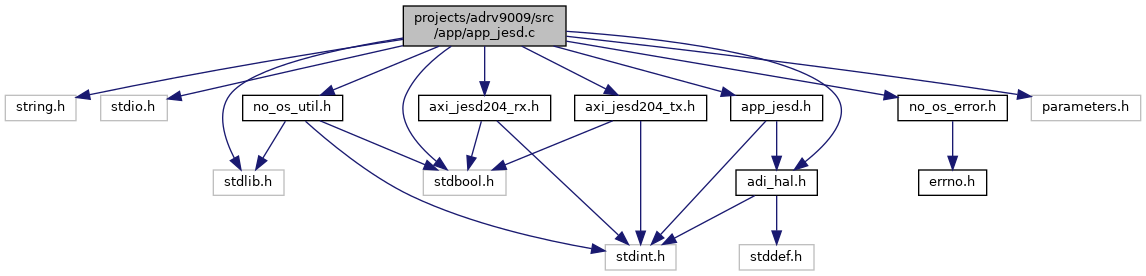 projects/adrv9009/src
/app/app_jesd.c
string.h
stdio.h
no_os_util.h
axi_jesd204_rx.h
axi_jesd204_tx.h
app_jesd.h
no_os_error.h
parameters.h
stdlib.h
stdbool.h
adi_hal.h
errno.h
stdint.h
stddef.h